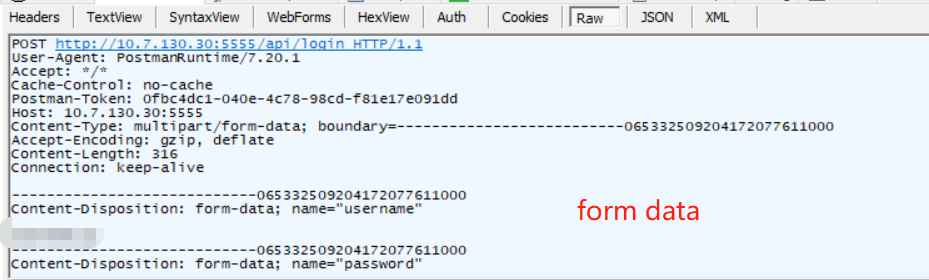 Headers TextView SyntaxView WebForms HexView Auth Cookies Raw JSON XML
POST http://10.7.130.30:5555/api/login HTTP/1.1
User-Agent: PostmanRuntime/7.20.1
Accept: */*
Cache-Control: no-cache
Postman-Token: 0fbc4dc1-040e-4c78-98cd-f81e17e091dd
Host: 10.7.130.30:5555
Content-Type: multipart/form-data; boundary=--------------------------065332509204172077611000
Accept-Encoding: gzip, deflate
Content-Length: 316
Connection: keep-alive
----------------------------065332509204172077611000
Content-Disposition: form-data; name="username"
form data
----------------------------065332509204172077611000
Content-Disposition: form-data; name="password"